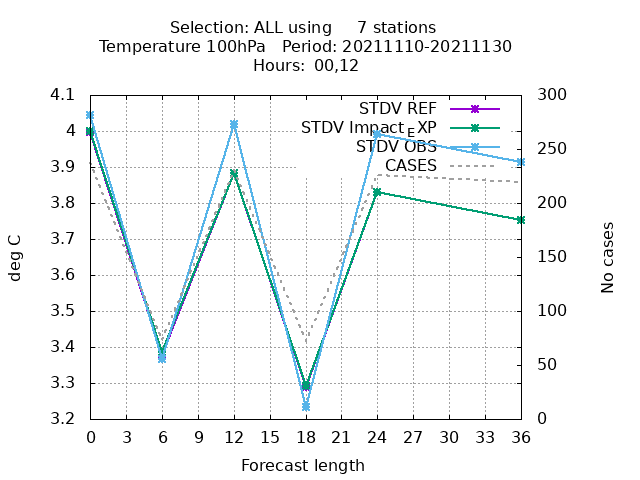 Selection: ALL using     7 stations
Temperature 100hPa   Period: 20211110-20211130
Hours:  00,12
4.1
4
3.9
3.8
3.7
3.6
3.5
3.4
3.3
3.2
deg C
STDV REF
STDV Impact_EXP
STDV OBS
CASES
300
250
200
150
100
50
0
No cases
0 3 6 9 12 15 18 21 24 27 30 33 36
Forecast length